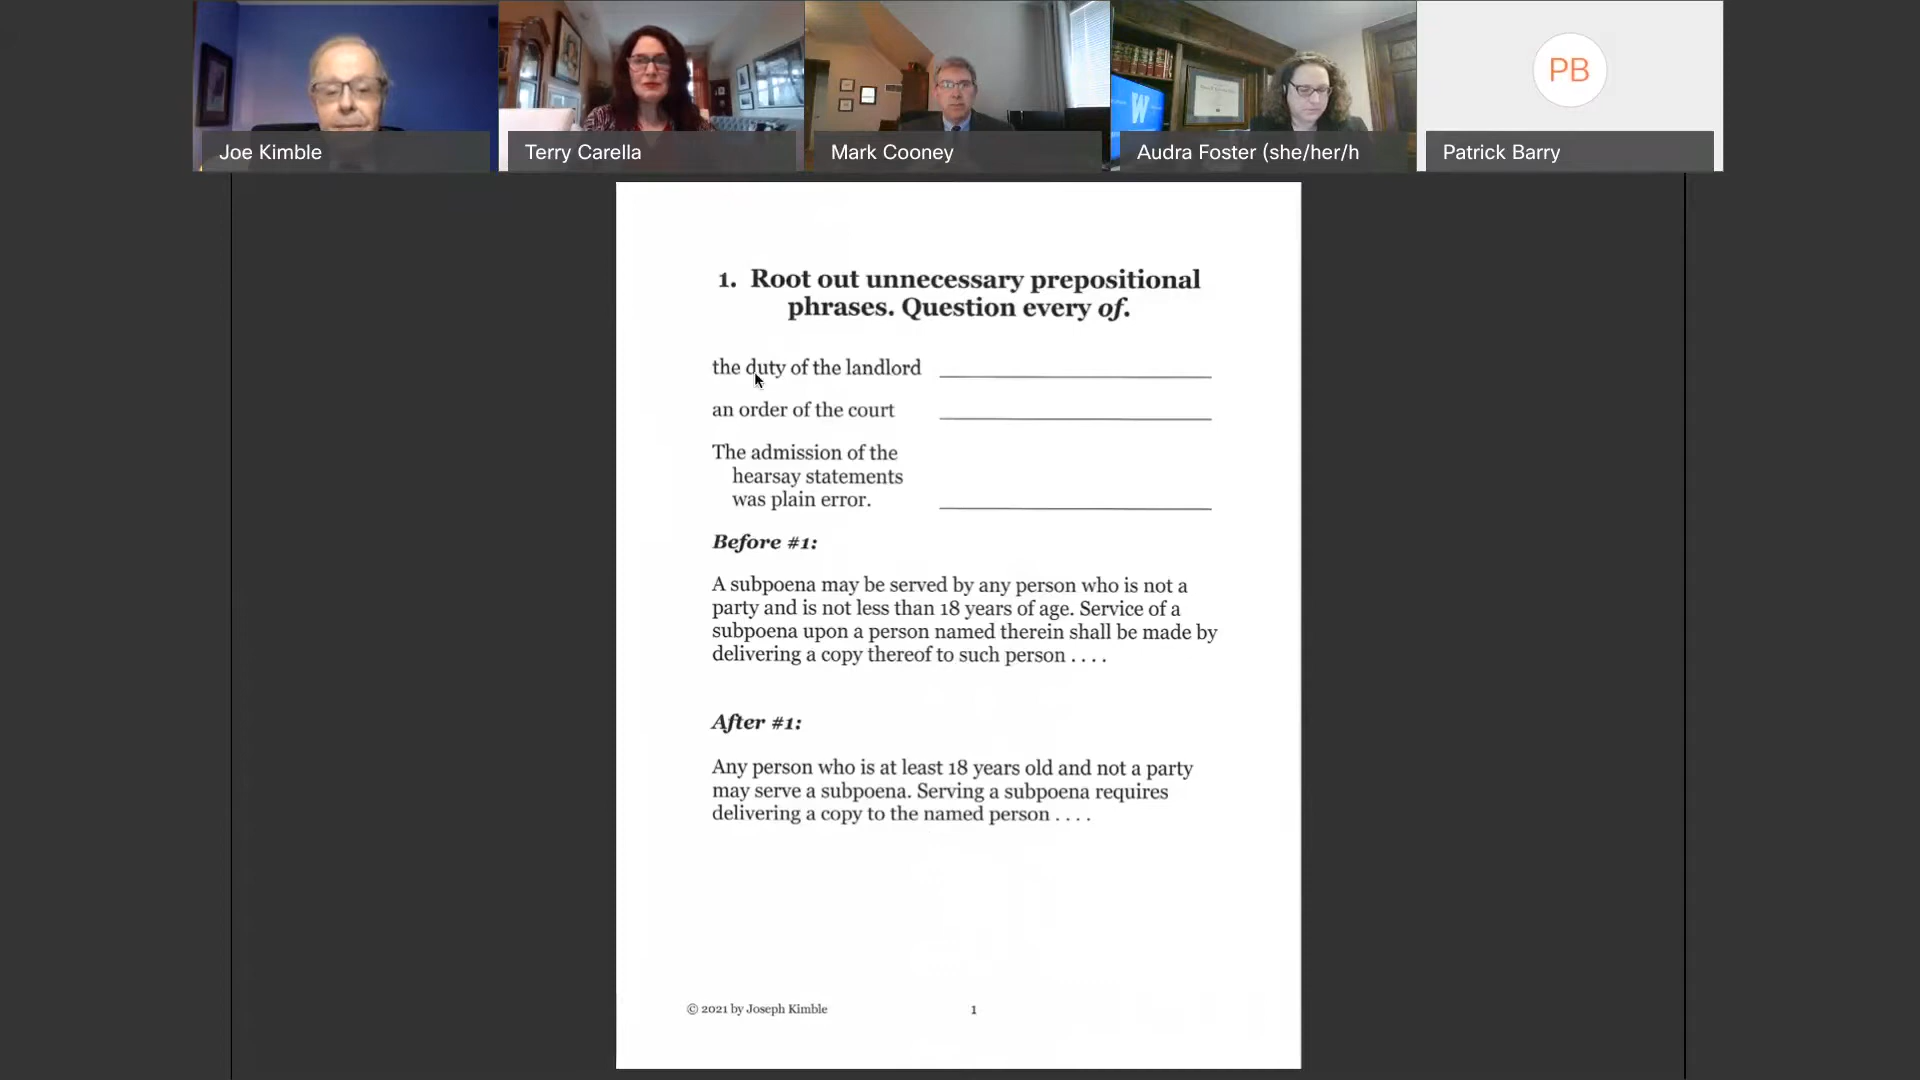 Joe Kimble
Terry Carella
Mark Cooney
W
Audra Foster (she/her/h
PB
Patrick Barry
1. Root out unnecessary prepositional
phrases. Question every of.
the duty of the landlord
an order of the court
The admission of the
hearsay statements
was plain error.
Before #1:
A subpoena may be served by any person who is not a
party and is not less than 18 years of age. Service of a
subpoena upon a person named therein shall be made by
delivering a copy thereof to such person . . . .
After #1:
Any person who is at least 18 years old and not a party
may serve a subpoena. Serving a subpoena requires
delivering a copy to the named person . . . .
© 2021 by Joseph Kimble
1